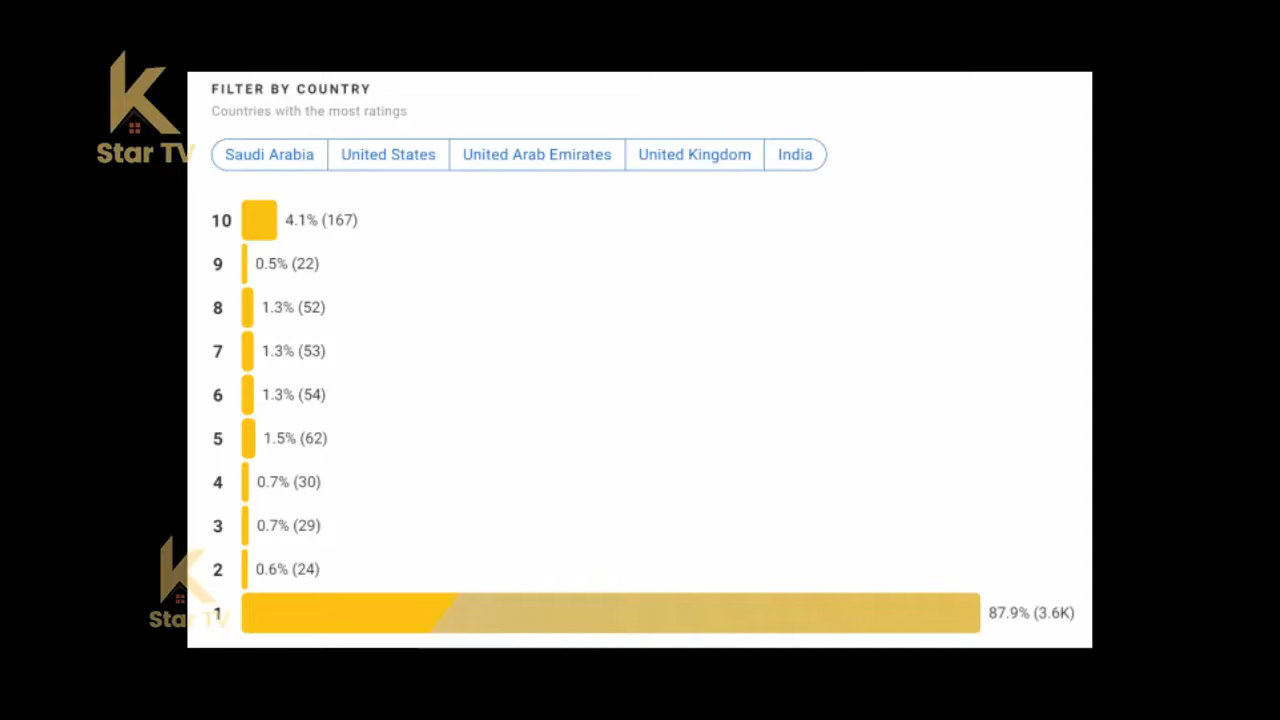 FILTER BY COUNTRY
Countries with the most ratings
Star TV
Saudi Arabia United States United Arab Emirates United Kingdom India
10 4.1% (167)
9 0.5% (22)
8 1.3% (52)
7 1.3% (53)
6 1.3% (54)
5 1.5% (62)
4 0.7% (30)
3 0.7% (29)
2 0.6% (24)
1 87.9% (3.6K)
Star TV